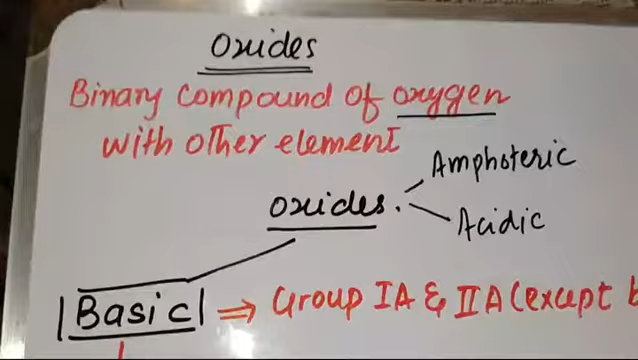 Oxides
Binary compound of oxygen
with other element
Amphoteric
oxides.
Acidic
Basic ⇒ Group IA & IIA (except